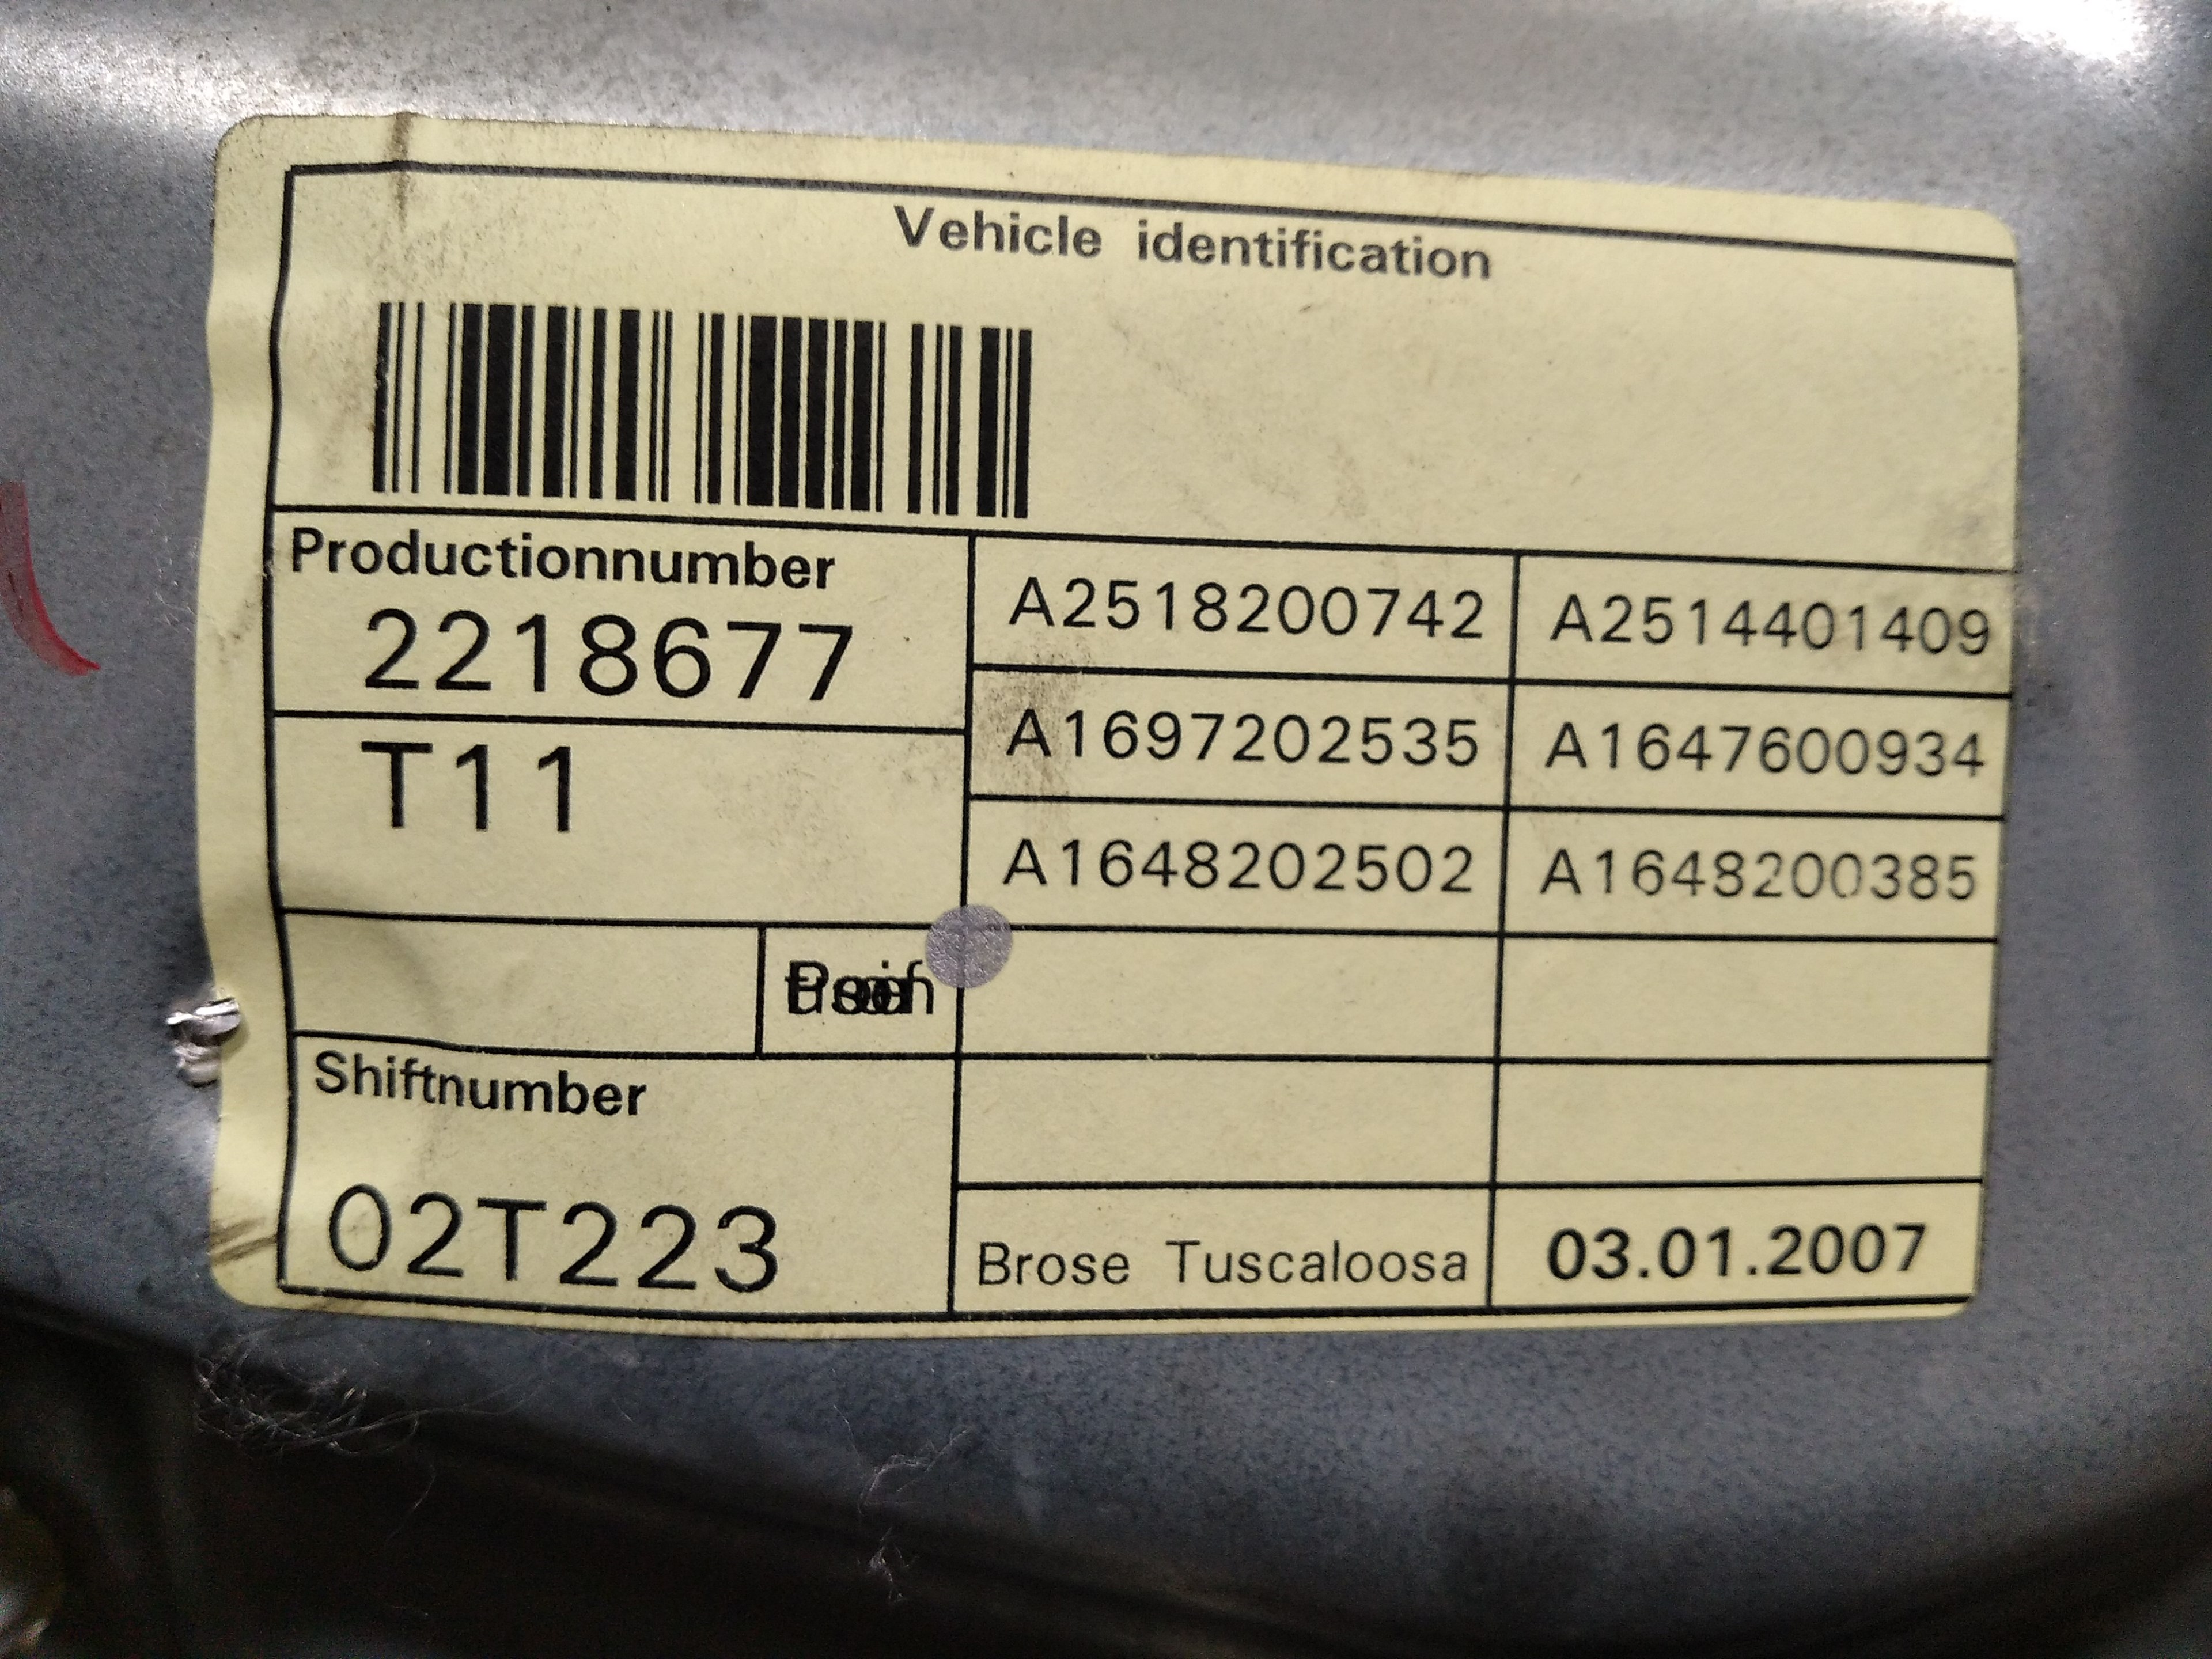 Vehicle identification
Productionnumber
2218677
T11
A2518200742 A2514401409
A1697202535 A1647600934
A1648202502 A1648200385
Shiftnumber
02T223
Brose Tuscaloosa 03.01.2007